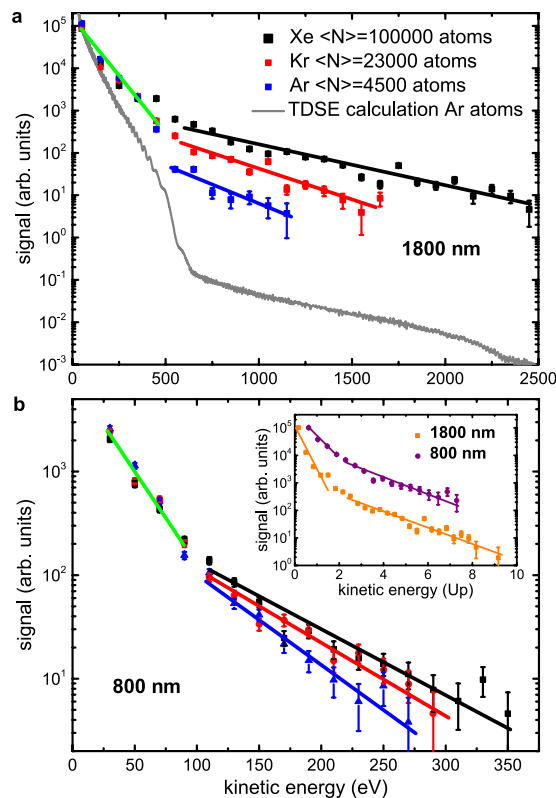 a
Xe <N>=100000 atoms
Kr <N>=23000 atoms
Ar <N>=4500 atoms
TDSE calculation Ar atoms
signal (arb. units)
10^5
10^4
10^3
10^2
10^1
10^0
10^-1
10^-2
10^-3
1800 nm
0 500 1000 1500 2000 2500
b
signal (arb. units)
10^3
10^2
10^1
800 nm
1800 nm
800 nm
signal (arb. units)
10^5
10^4
10^3
10^2
10^1
10^0
0 2 4 6 8 10
kinetic energy (Up)
0 50 100 150 200 250 300 350
kinetic energy (eV)